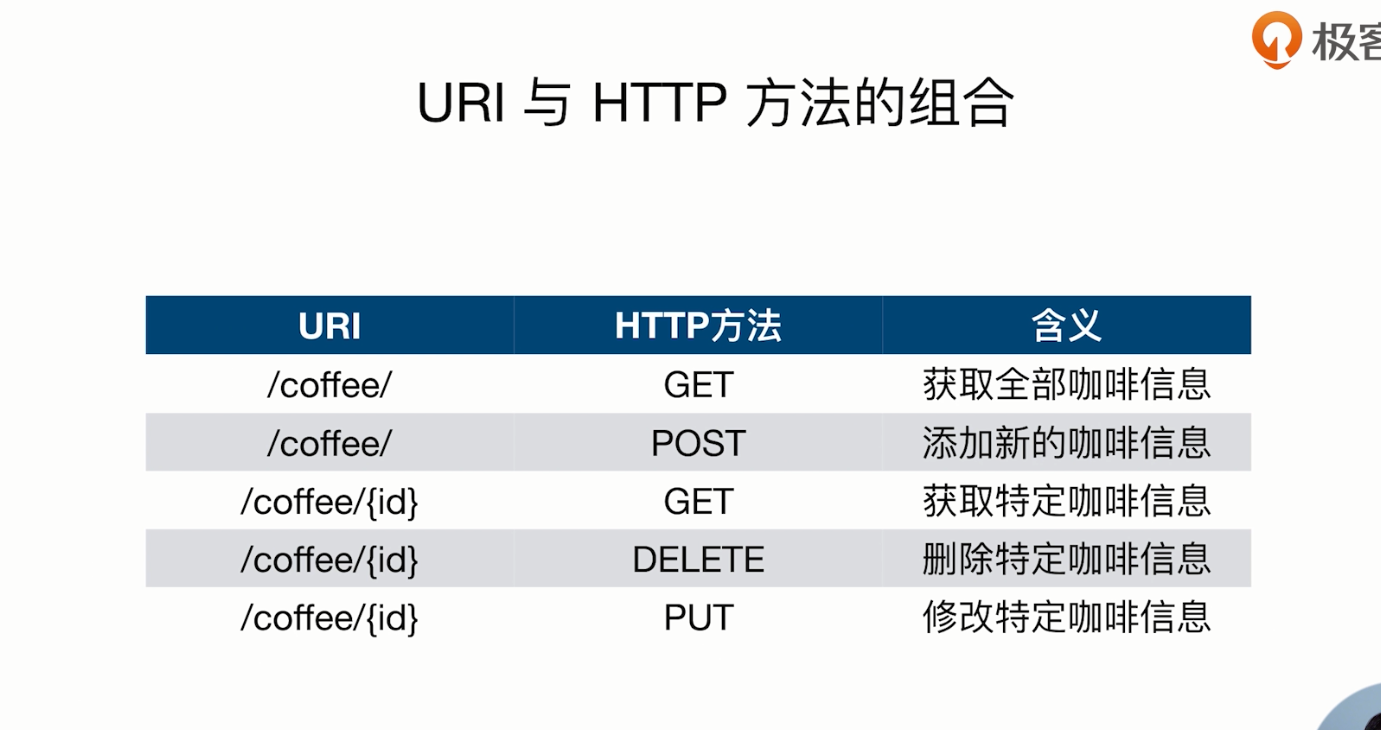 极客
URI 与 HTTP 方法的组合
URI HTTP方法 含义
/coffee/ GET 获取全部咖啡信息
/coffee/ POST 添加新的咖啡信息
/coffee/{id} GET 获取特定咖啡信息
/coffee/{id} DELETE 删除特定咖啡信息
/coffee/{id} PUT 修改特定咖啡信息